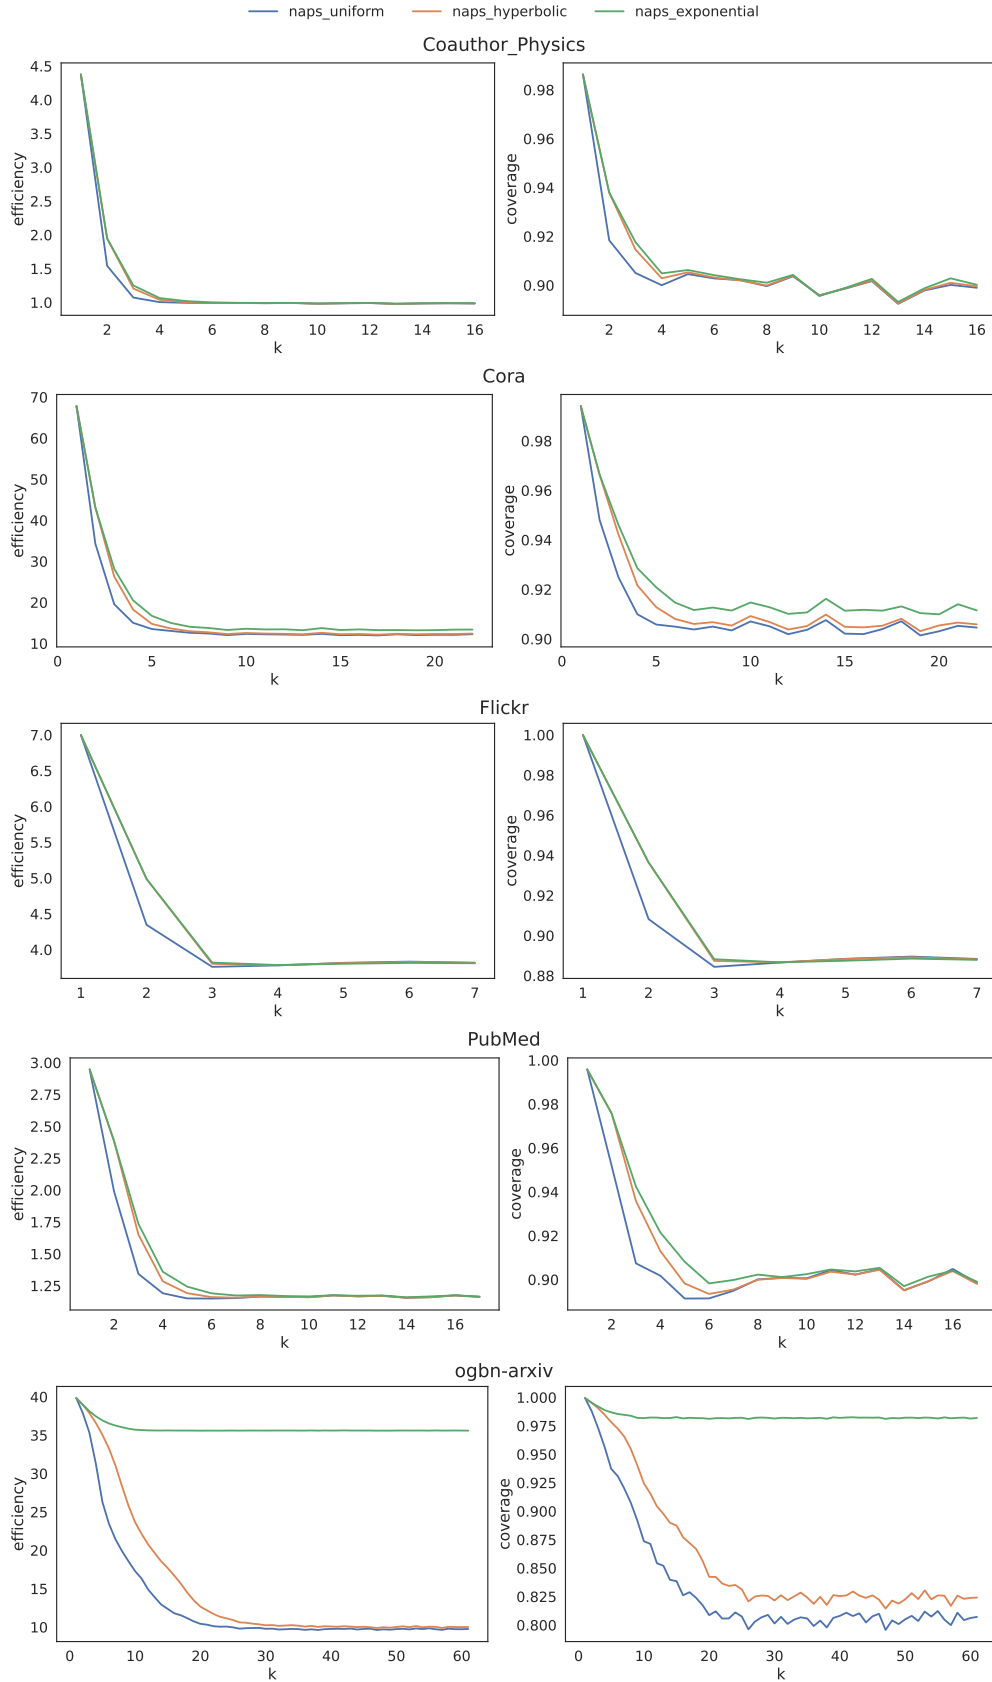 naps_uniform naps_hyperbolic naps_exponential
Coauthor_Physics
4.5
4.0
3.5
3.0
2.5
2.0
1.5
1.0
efficiency
2 4 6 8 10 12 14 16
k
0.98
0.96
0.94
0.92
0.90
coverage
2 4 6 8 10 12 14 16
k
Cora
70
60
50
40
30
20
10
efficiency
0 5 10 15 20
k
0.98
0.96
0.94
0.92
0.90
coverage
0 5 10 15 20
k
Flickr
7.0
6.5
6.0
5.5
5.0
4.5
4.0
efficiency
1 2 3 4 5 6 7
k
1.00
0.98
0.96
0.94
0.92
0.90
0.88
coverage
1 2 3 4 5 6 7
k
PubMed
3.00
2.75
2.50
2.25
2.00
1.75
1.50
1.25
efficiency
2 4 6 8 10 12 14 16
k
1.00
0.98
0.96
0.94
0.92
0.90
coverage
2 4 6 8 10 12 14 16
k
ogbn-arxiv
40
35
30
25
20
15
10
efficiency
0 10 20 30 40 50 60
k
1.000
0.975
0.950
0.925
0.900
0.875
0.850
0.825
0.800
coverage
0 10 20 30 40 50 60
k